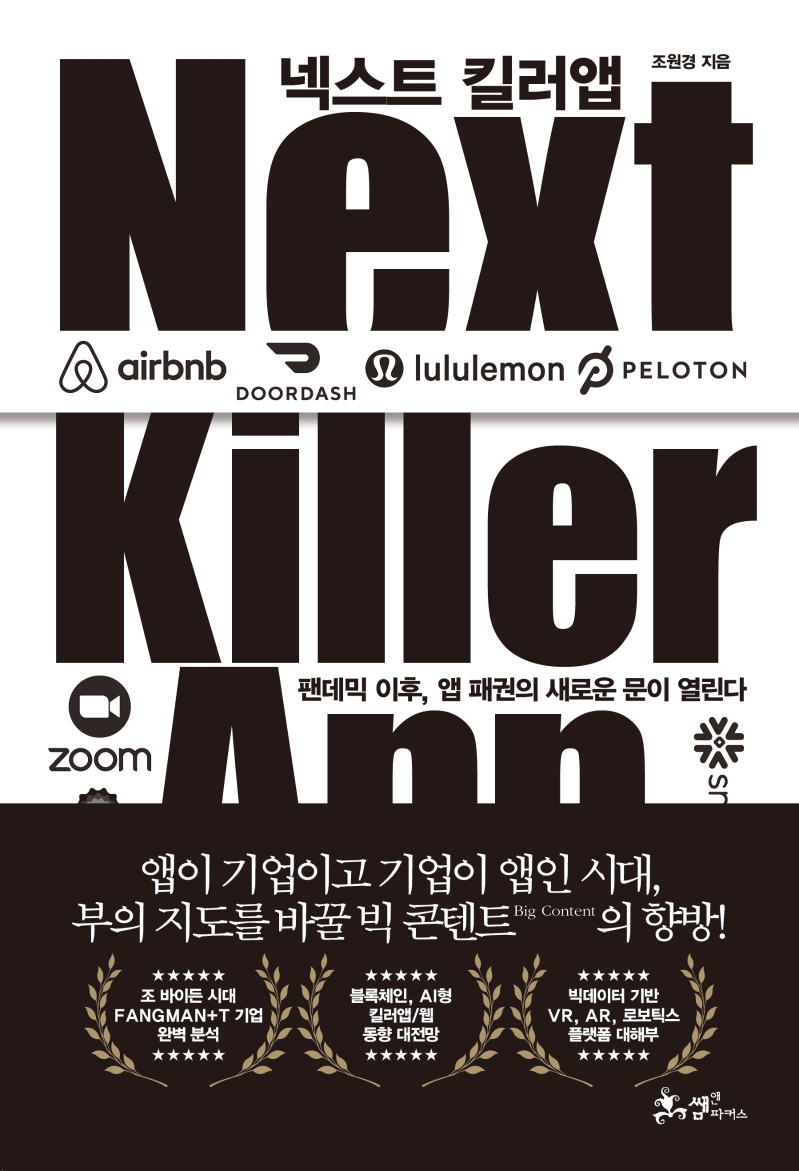 넥스트 킬러앱
조원경 지음
Next
airbnb
DOORDASH
lululemon
PELOTON
Killer
팬데믹 이후, 앱 패권의 새로운 문이 열린다
zoom
App
앱이 기업이고 기업이 앱인 시대,
부의 지도를 바꿀 빅 콘텐트Big Content의 향방!
★★★★★
조 바이든 시대
FANGMAN+T 기업
완벽 분석
★★★★★
★★★★★
블록체인, AI형
킬러앱/웹
동향 대전망
★★★★★
★★★★★
빅데이터 기반
VR, AR, 로보틱스
플랫폼 대해부
★★★★★
쌤앤파커스